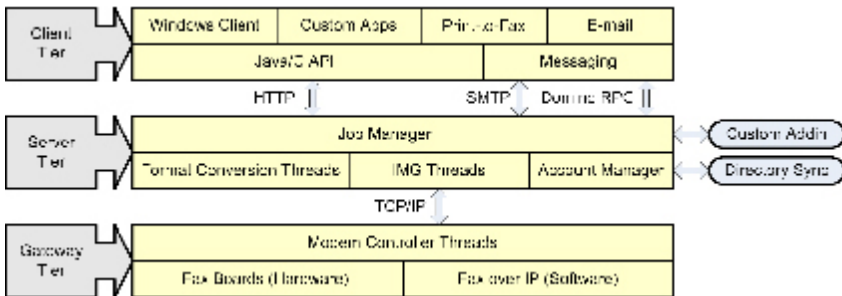 Client
Tier
Windows Client
Custom Apps
Print-to-Fax
E-mail
Java/C API
Messaging
HTTP
SMTP
Domino RPC
Server
Tier
Job Manager
Custom Addin
Format Conversion Threads
IMG Threads
Account Manager
Directory Sync
TCP/IP
Gateway
Tier
Modem Controller Threads
Fax Boards (Hardware)
Fax over IP (Software)